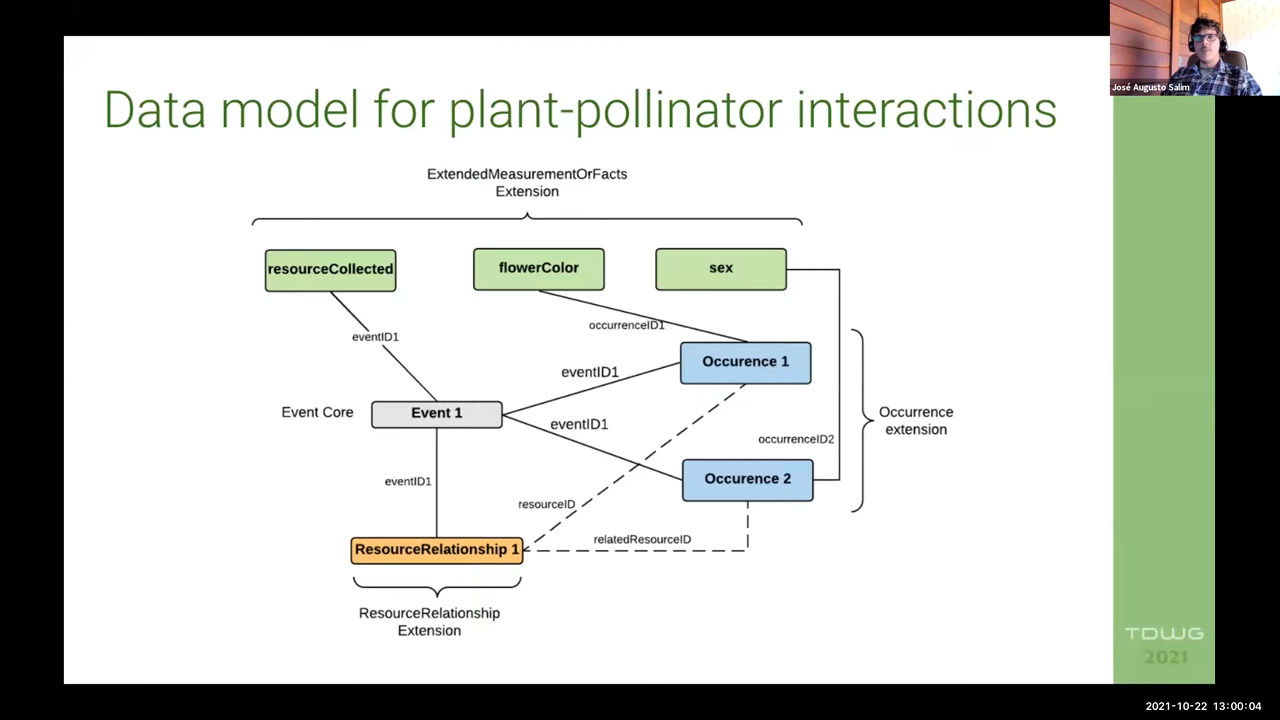 José Augusto Salim
Data model for plant-pollinator interactions
ExtendedMeasurementOrFacts
Extension
resourceCollected
flowerColor
sex
occurrenceID1
eventID1
Occurence 1
eventID1
Event Core
Event 1
eventID1
Occurrence
extension
occurrenceID2
Occurence 2
eventID1
resourceID
relatedResourceID
ResourceRelationship 1
ResourceRelationship
Extension
TDWG
2021
2021-10-22 13:00:04